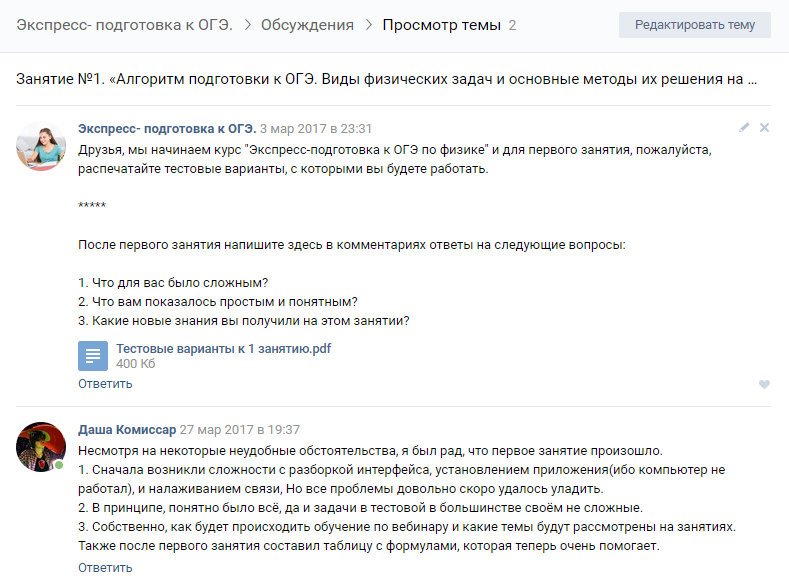 Экспресс- подготовка к ОГЭ. > Обсуждения > Просмотр темы 2
Редактировать тему
Занятие №1. «Алгоритм подготовки к ОГЭ. Виды физических задач и основные методы их решения на ...
Экспресс- подготовка к ОГЭ. 3 мар 2017 в 23:31
Друзья, мы начинаем курс "Экспресс-подготовка к ОГЭ по физике" и для первого занятия, пожалуйста,
распечатайте тестовые варианты, с которыми вы будете работать.
*****
После первого занятия напишите здесь в комментариях ответы на следующие вопросы:
1. Что для вас было сложным?
2. Что вам показалось простым и понятным?
3. Какие новые знания вы получили на этом занятии?
Тестовые варианты к 1 занятию.pdf
400 Кб
Ответить
Даша Комиссар 27 мар 2017 в 19:37
Несмотря на некоторые неудобные обстоятельства, я был рад, что первое занятие произошло.
1. Сначала возникли сложности с разборкой интерфейса, установлением приложения(ибо компьютер не
работал), и налаживанием связи, Но все проблемы довольно скоро удалось уладить.
2. В принципе, понятно было всё, да и задачи в тестовой в большинстве своём не сложные.
3. Собственно, как будет происходить обучение по вебинару и какие темы будут рассмотрены на занятиях.
Также после первого занятия составил таблицу с формулами, которая теперь очень помогает.
Ответить